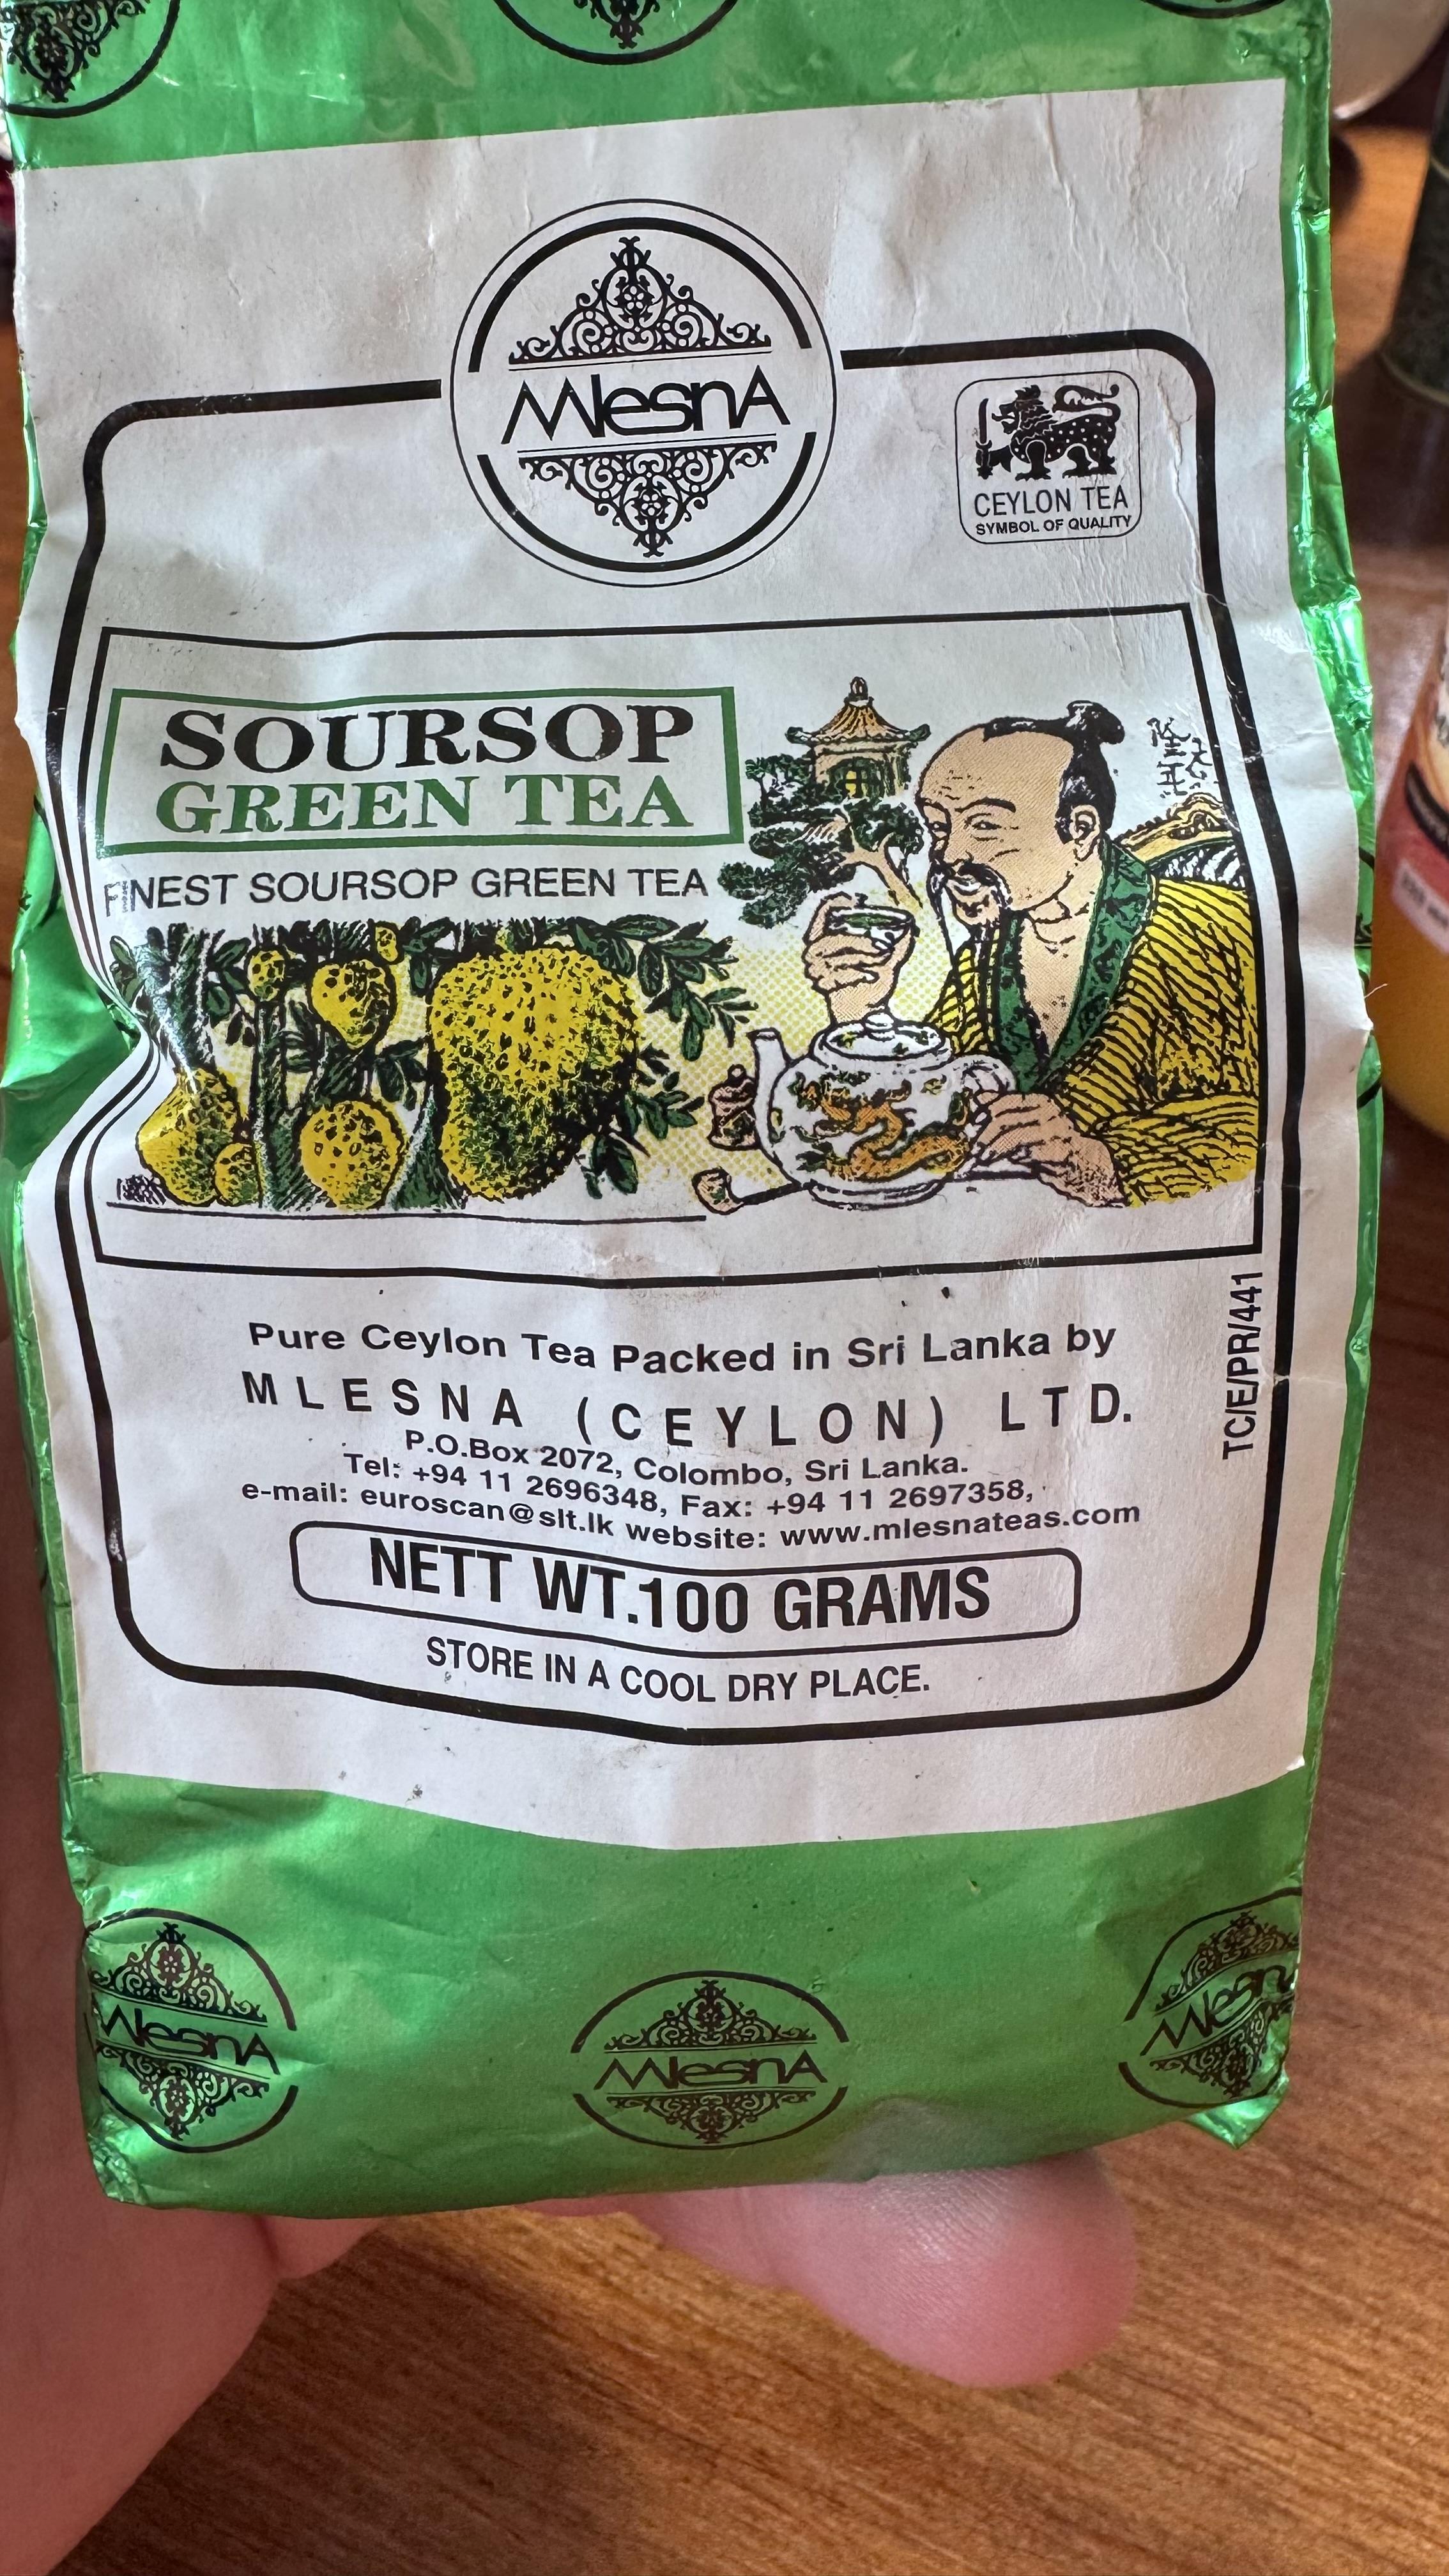 MlesnA
CEYLON TEA
SYMBOL OF QUALITY
SOURSOP
GREEN TEA
FINEST SOURSOP GREEN TEA
Pure Ceylon Tea Packed in Sri Lanka by
MLESNA (CEYLON) LTD.
P.O.Box 2072, Colombo, Sri Lanka.
Tel: +94 11 2696348, Fax: +94 11 2697358,
e-mail: euroscan@slt.lk website: www.mlesnateas.com
TC/E/PR/441
NETT WT.100 GRAMS
STORE IN A COOL DRY PLACE.
MlesnA
MlesnA
MlesnA